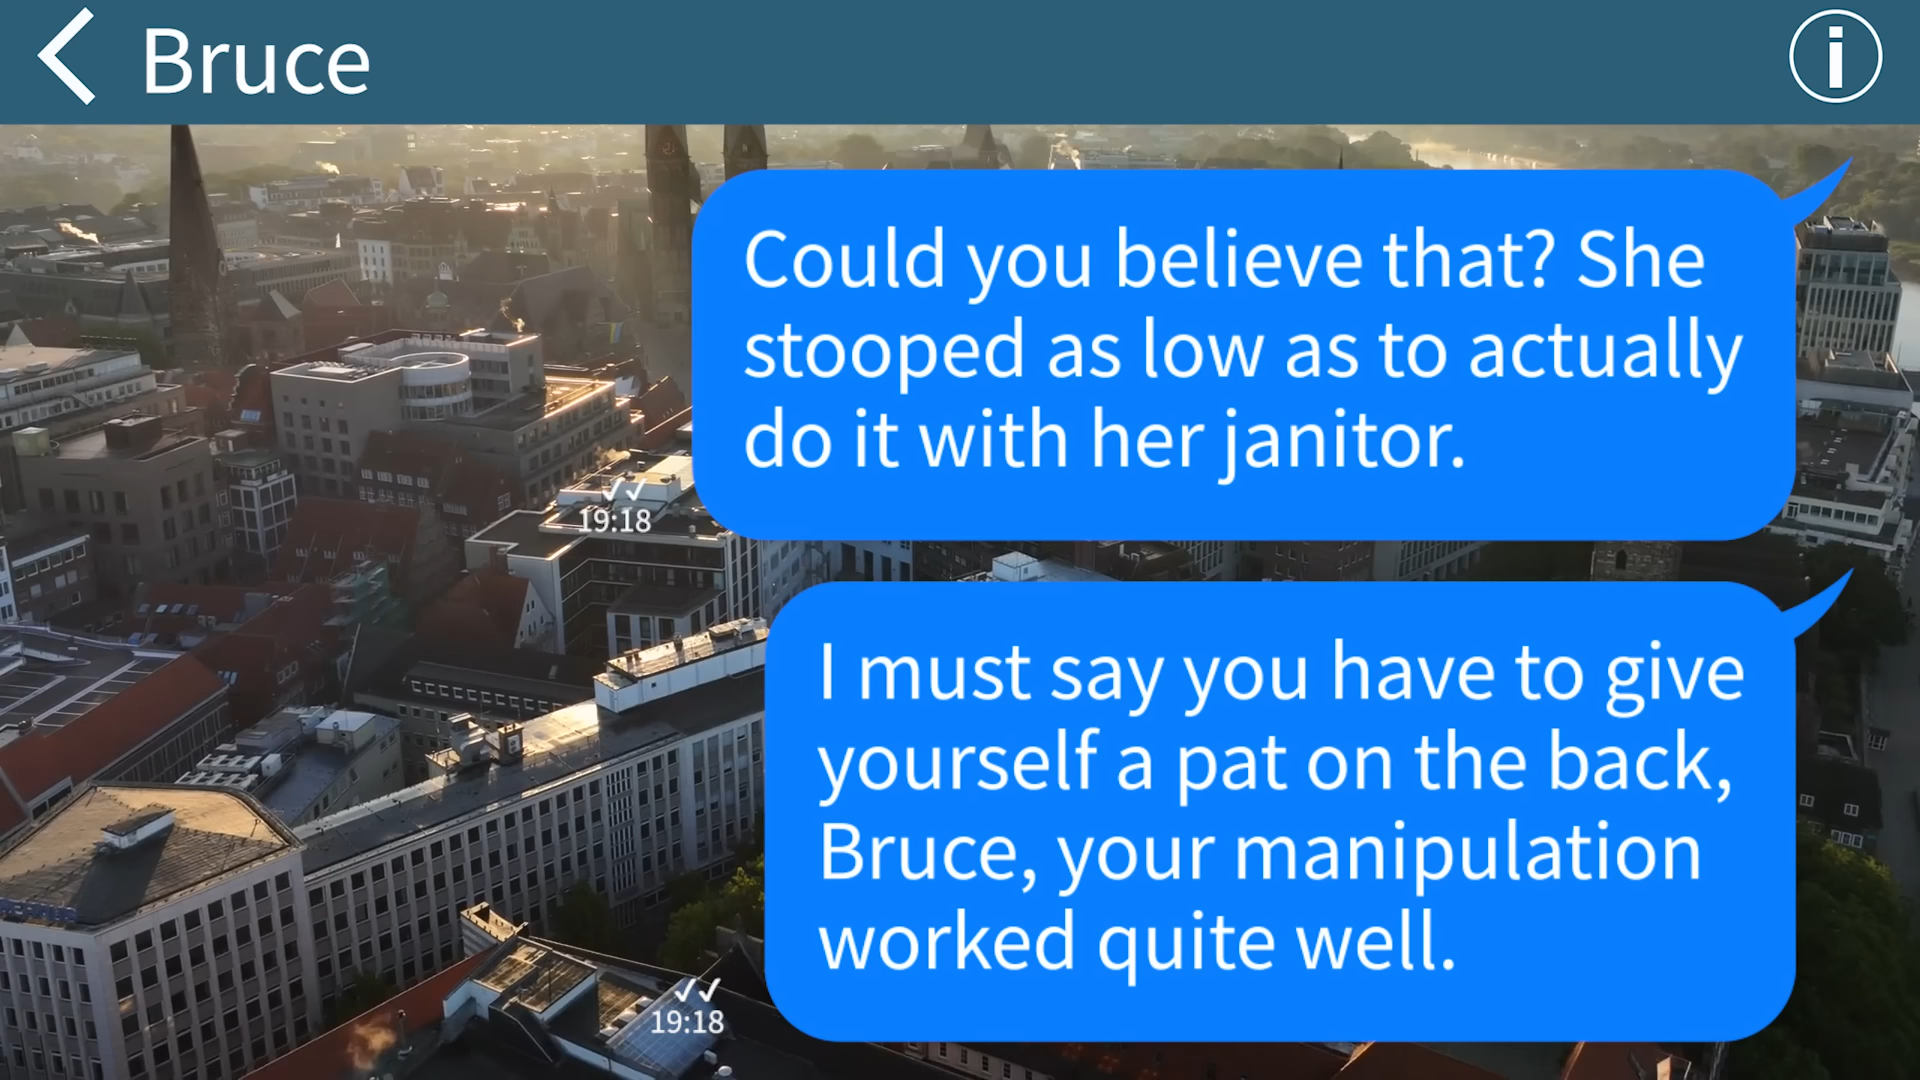 Bruce
Could you believe that? She
stooped as low as to actually
do it with her janitor.
19:18
I must say you have to give
yourself a pat on the back,
Bruce, your manipulation
worked quite well.
19:18